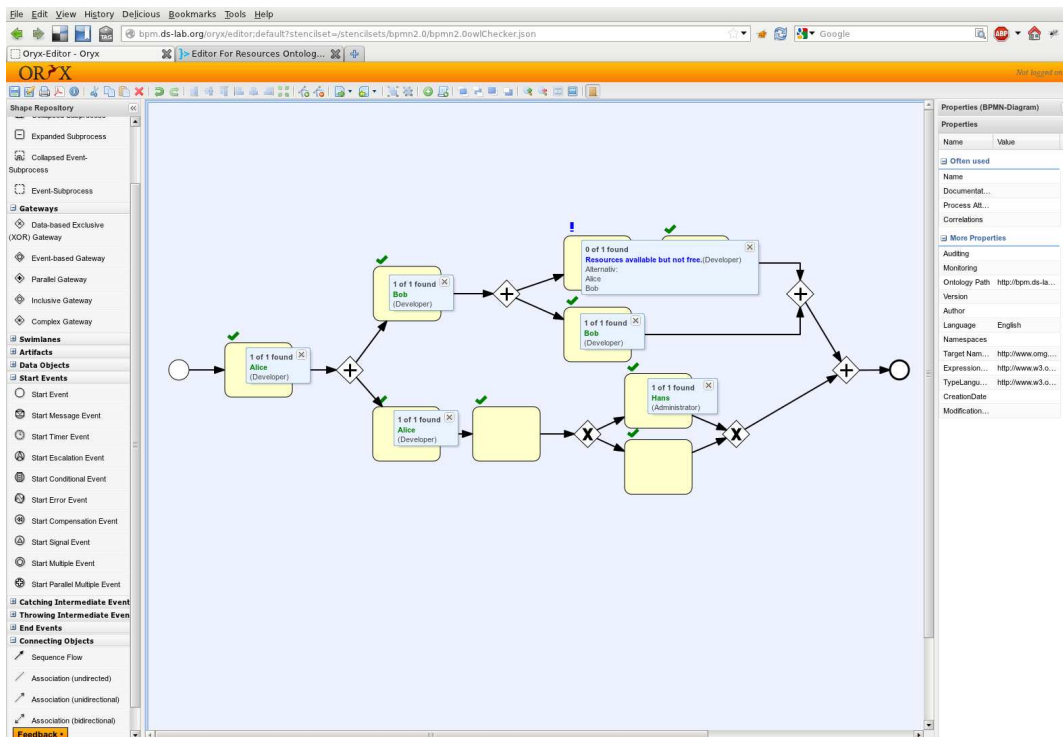 File Edit View History Delicious Bookmarks Tools Help
TAG bpm.ds-lab.org/oryx/editor;default?stencilset=/stencilsets/bpmn2.0/bpmn2.0owlChecker.json Google ABP
Oryx-Editor - Oryx Editor For Resources Ontolog...
ORYX Not logged on
Shape Repository
Collapsed Subprocess
Expanded Subprocess
Collapsed Event-
Subprocess
Event-Subprocess
Gateways
Data-based Exclusive
(XOR) Gateway
Event-based Gateway
Parallel Gateway
Inclusive Gateway
Complex Gateway
Swimlanes
Artifacts
Data Objects
Start Events
Start Event
Start Message Event
Start Timer Event
Start Escalation Event
Start Conditional Event
Start Error Event
Start Compensation Event
Start Signal Event
Start Multiple Event
Start Parallel Multiple Event
Catching Intermediate Event
Throwing Intermediate Even
End Events
Connecting Objects
Sequence Flow
Association (undirected)
Association (unidirectional)
Association (bidirectional)
Feedback
1 of 1 found
Alice
(Developer)
1 of 1 found
Bob
(Developer)
0 of 1 found
Resources available but not free.(Developer)
Alternativ:
Alice
Bob
1 of 1 found
Bob
(Developer)
1 of 1 found
Alice
(Developer)
1 of 1 found
Hans
(Administrator)
Properties (BPMN-Diagram)
Properties
Name Value
Often used
Name
Documentat...
Process Att...
Correlations
More Properties
Auditing
Monitoring
Ontology Path http://bpm.ds-la...
Version
Author
Language English
Namespaces
Target Nam... http://www.omg....
Expression... http://www.w3.o...
TypeLangu... http://www.w3.o...
CreationDate
Modification...